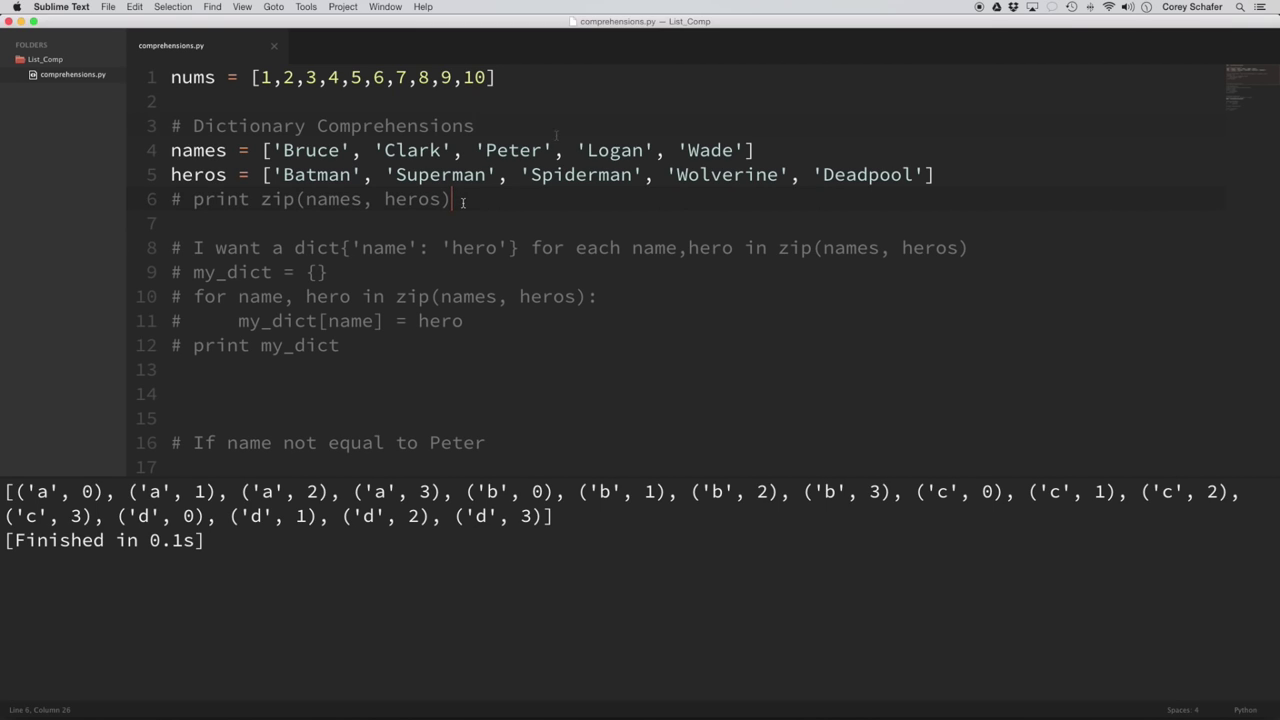 Sublime Text File Edit Selection Find View Goto Tools Project Window Help Corey Schafer
comprehensions.py — List_Comp
FOLDERS
List_Comp
comprehensions.py
comprehensions.py
1 nums = [1,2,3,4,5,6,7,8,9,10]
2
3 # Dictionary Comprehensions
4 names = ['Bruce', 'Clark', 'Peter', 'Logan', 'Wade']
5 heros = ['Batman', 'Superman', 'Spiderman', 'Wolverine', 'Deadpool']
6 # print zip(names, heros)
7
8 # I want a dict{'name': 'hero'} for each name,hero in zip(names, heros)
9 # my_dict = {}
10 # for name, hero in zip(names, heros):
11 #     my_dict[name] = hero
12 # print my_dict
13
14
15
16 # If name not equal to Peter
17
[('a', 0), ('a', 1), ('a', 2), ('a', 3), ('b', 0), ('b', 1), ('b', 2), ('b', 3), ('c', 0), ('c', 1), ('c', 2),
('c', 3), ('d', 0), ('d', 1), ('d', 2), ('d', 3)]
[Finished in 0.1s]
Line 6, Column 26 Spaces: 4 Python